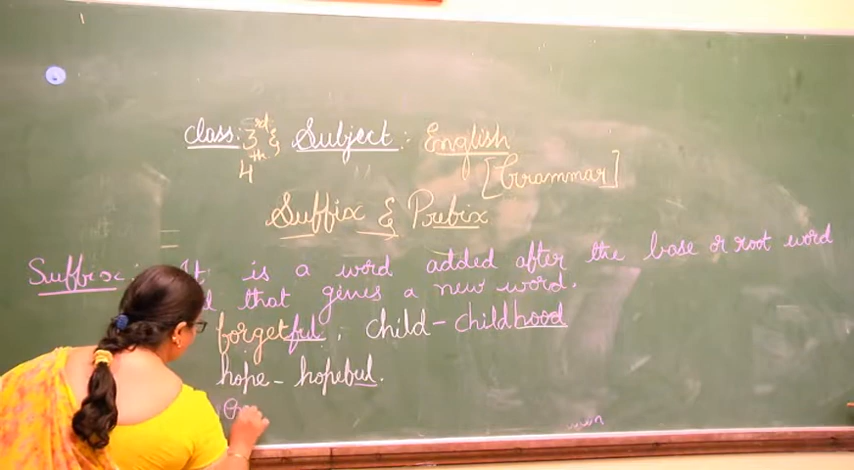 Class: 3rd & 4th Subject: English
[Grammar]
Suffix & Prefix
Suffix: It is a word added after the base or root word
that gives a new word.
forgetful, child - childhood
hope - hopeful.